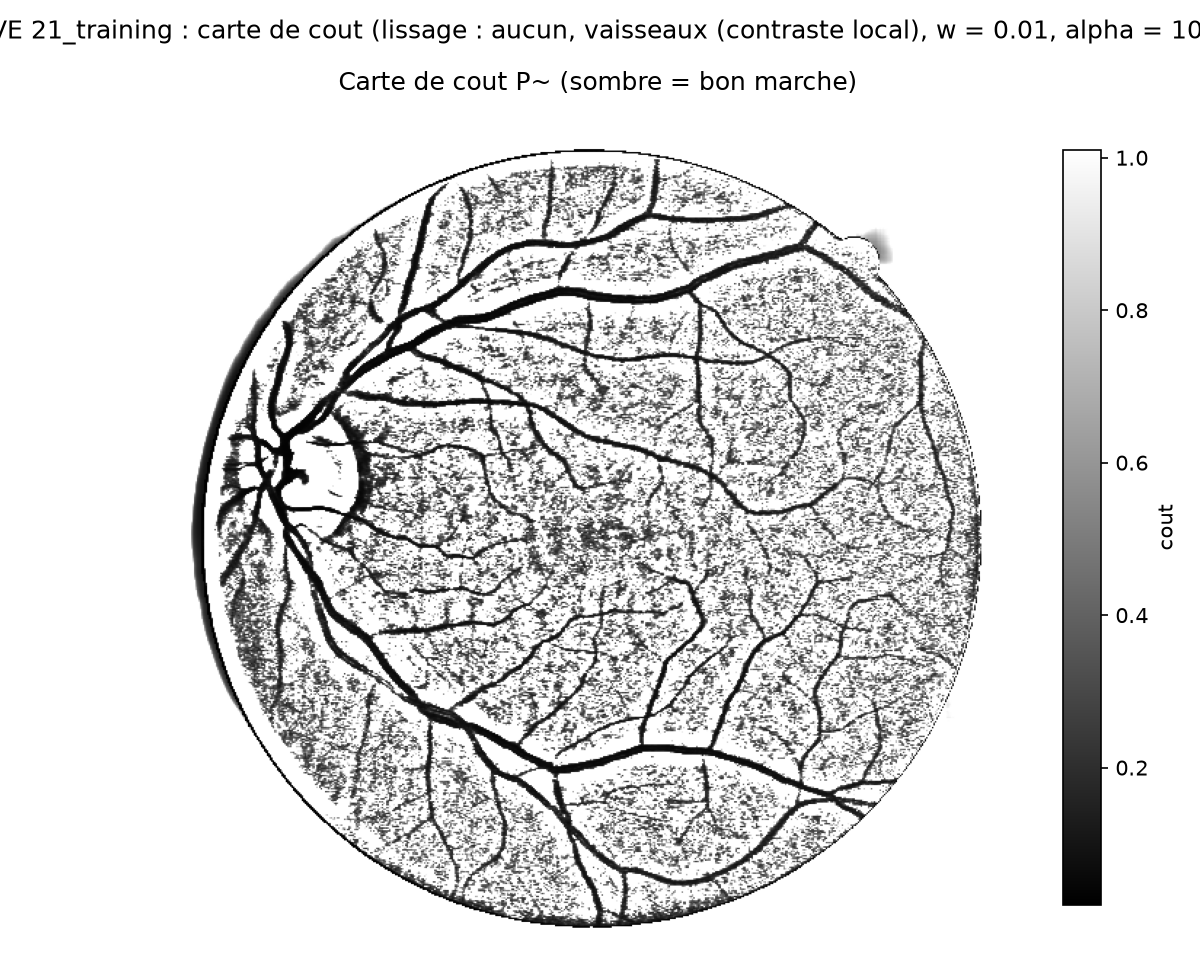 VE 21_training : carte de cout (lissage : aucun, vaisseaux (contraste local), w = 0.01, alpha = 10
Carte de cout P~ (sombre = bon marche)
1.0
0.8
0.6
0.4
0.2
cout